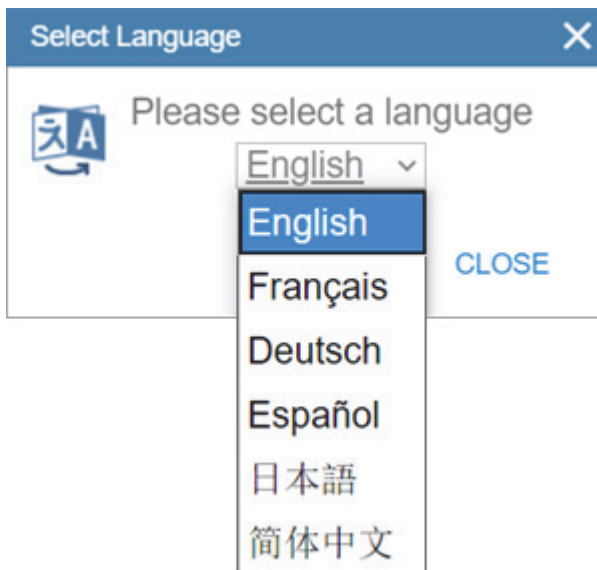 Select Language
Please select a language
English
English
CLOSE
Français
Deutsch
Español
日本語
简体中文